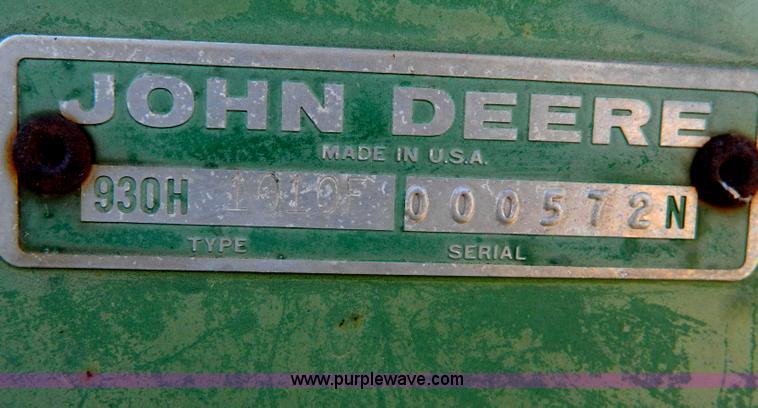 JOHN DEERE
MADE IN U.S.A.
930H 1010F 000572N
TYPE SERIAL
www.purplewave.com